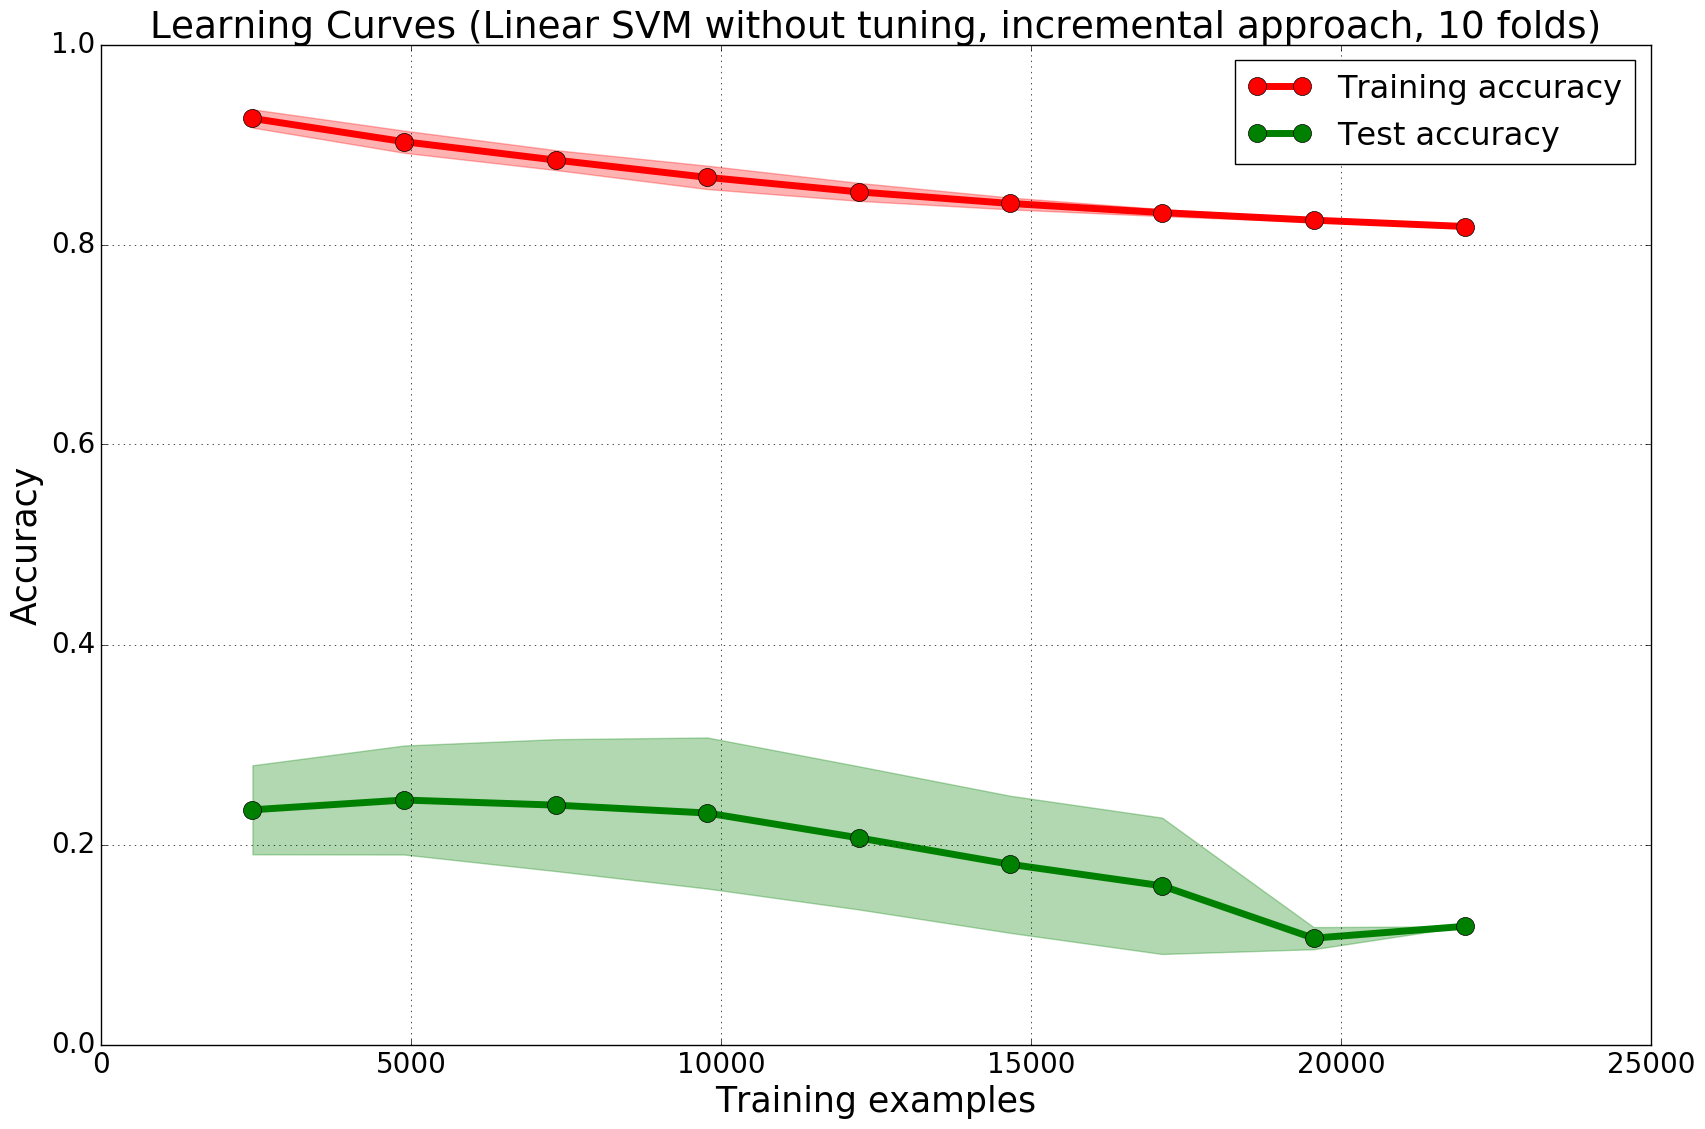 Learning Curves (Linear SVM without tuning, incremental approach, 10 folds)
1.0
Training accuracy
Test accuracy
0.8
0.6
0.4
0.2
0.0
Accuracy
0 5000 10000 15000 20000 25000
Training examples